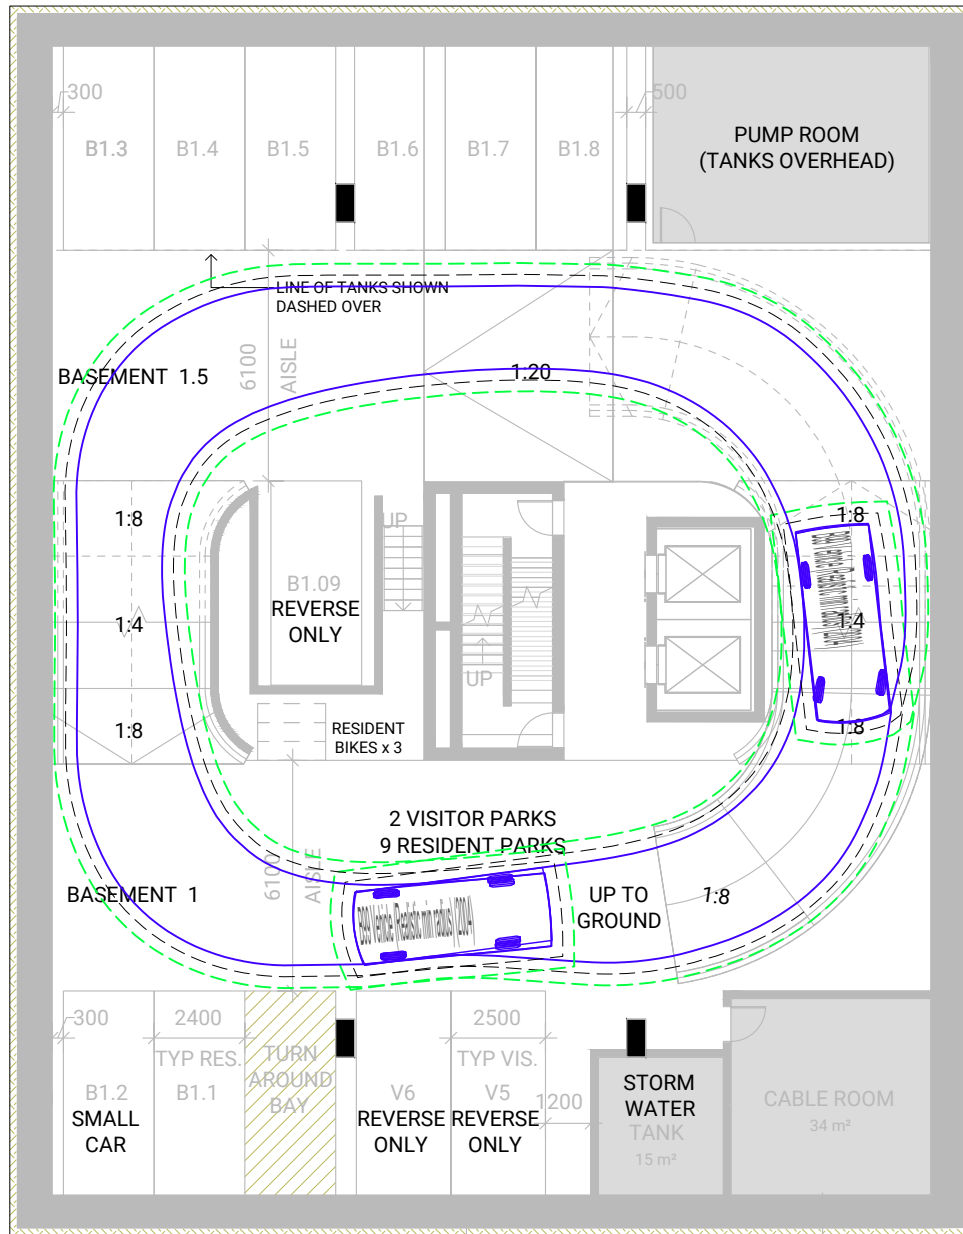 300
500
B1.3
B1.4
B1.5
B1.6
B1.7
B1.8
PUMP ROOM
(TANKS OVERHEAD)
LINE OF TANKS SHOWN
DASHED OVER
6100
AISLE
BASEMENT 1.5
1:20
1:8
1:4
1:8
B1.09
REVERSE
ONLY
UP
UP
RESIDENT
BIKES x 3
1:8
1:4
1:8
2 VISITOR PARKS
9 RESIDENT PARKS
6100
AISLE
BASEMENT 1
UP TO
GROUND
1:8
300
2400
TYP RES.
B1.2
SMALL
CAR
B1.1
TURN
AROUND
BAY
2500
TYP VIS.
V6
REVERSE
ONLY
V5
REVERSE
ONLY
1200
STORM
WATER
TANK
15 m²
CABLE ROOM
34 m²